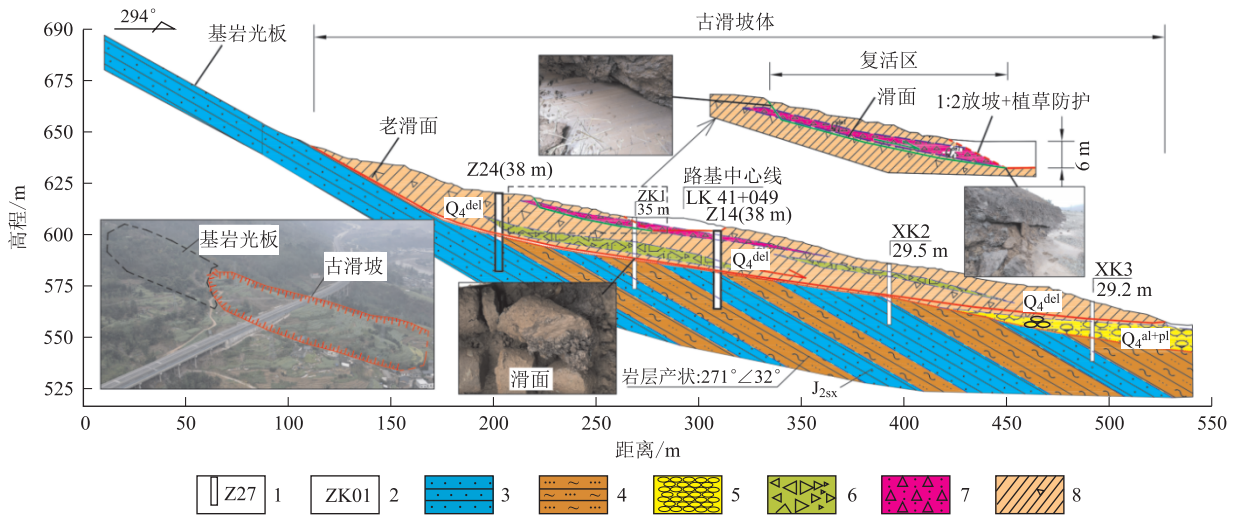 690
294°
基岩光板
古滑坡体
复活区
滑面
1:2放坡+植草防护
6 m
675
650
老滑面
Z24(38 m)
ZK1
35 m
路基中心线
LK 41+049
Z14(38 m)
625
Q₄ᵈᵉˡ
高程/m
600
基岩光板
古滑坡
XK2
29.5 m
Q₄ᵈᵉˡ
XK3
29.2 m
575
Q₄ᵈᵉˡ
550
Q₄ᵃˡ⁺ᵖˡ
滑面
岩层产状:271°∠32°
J₂ₛₓ
525
0 50 100 150 200 250 300 350 400 450 500 550
距离/m
Z27 1 ZK01 2 3 4 5 6 7 8